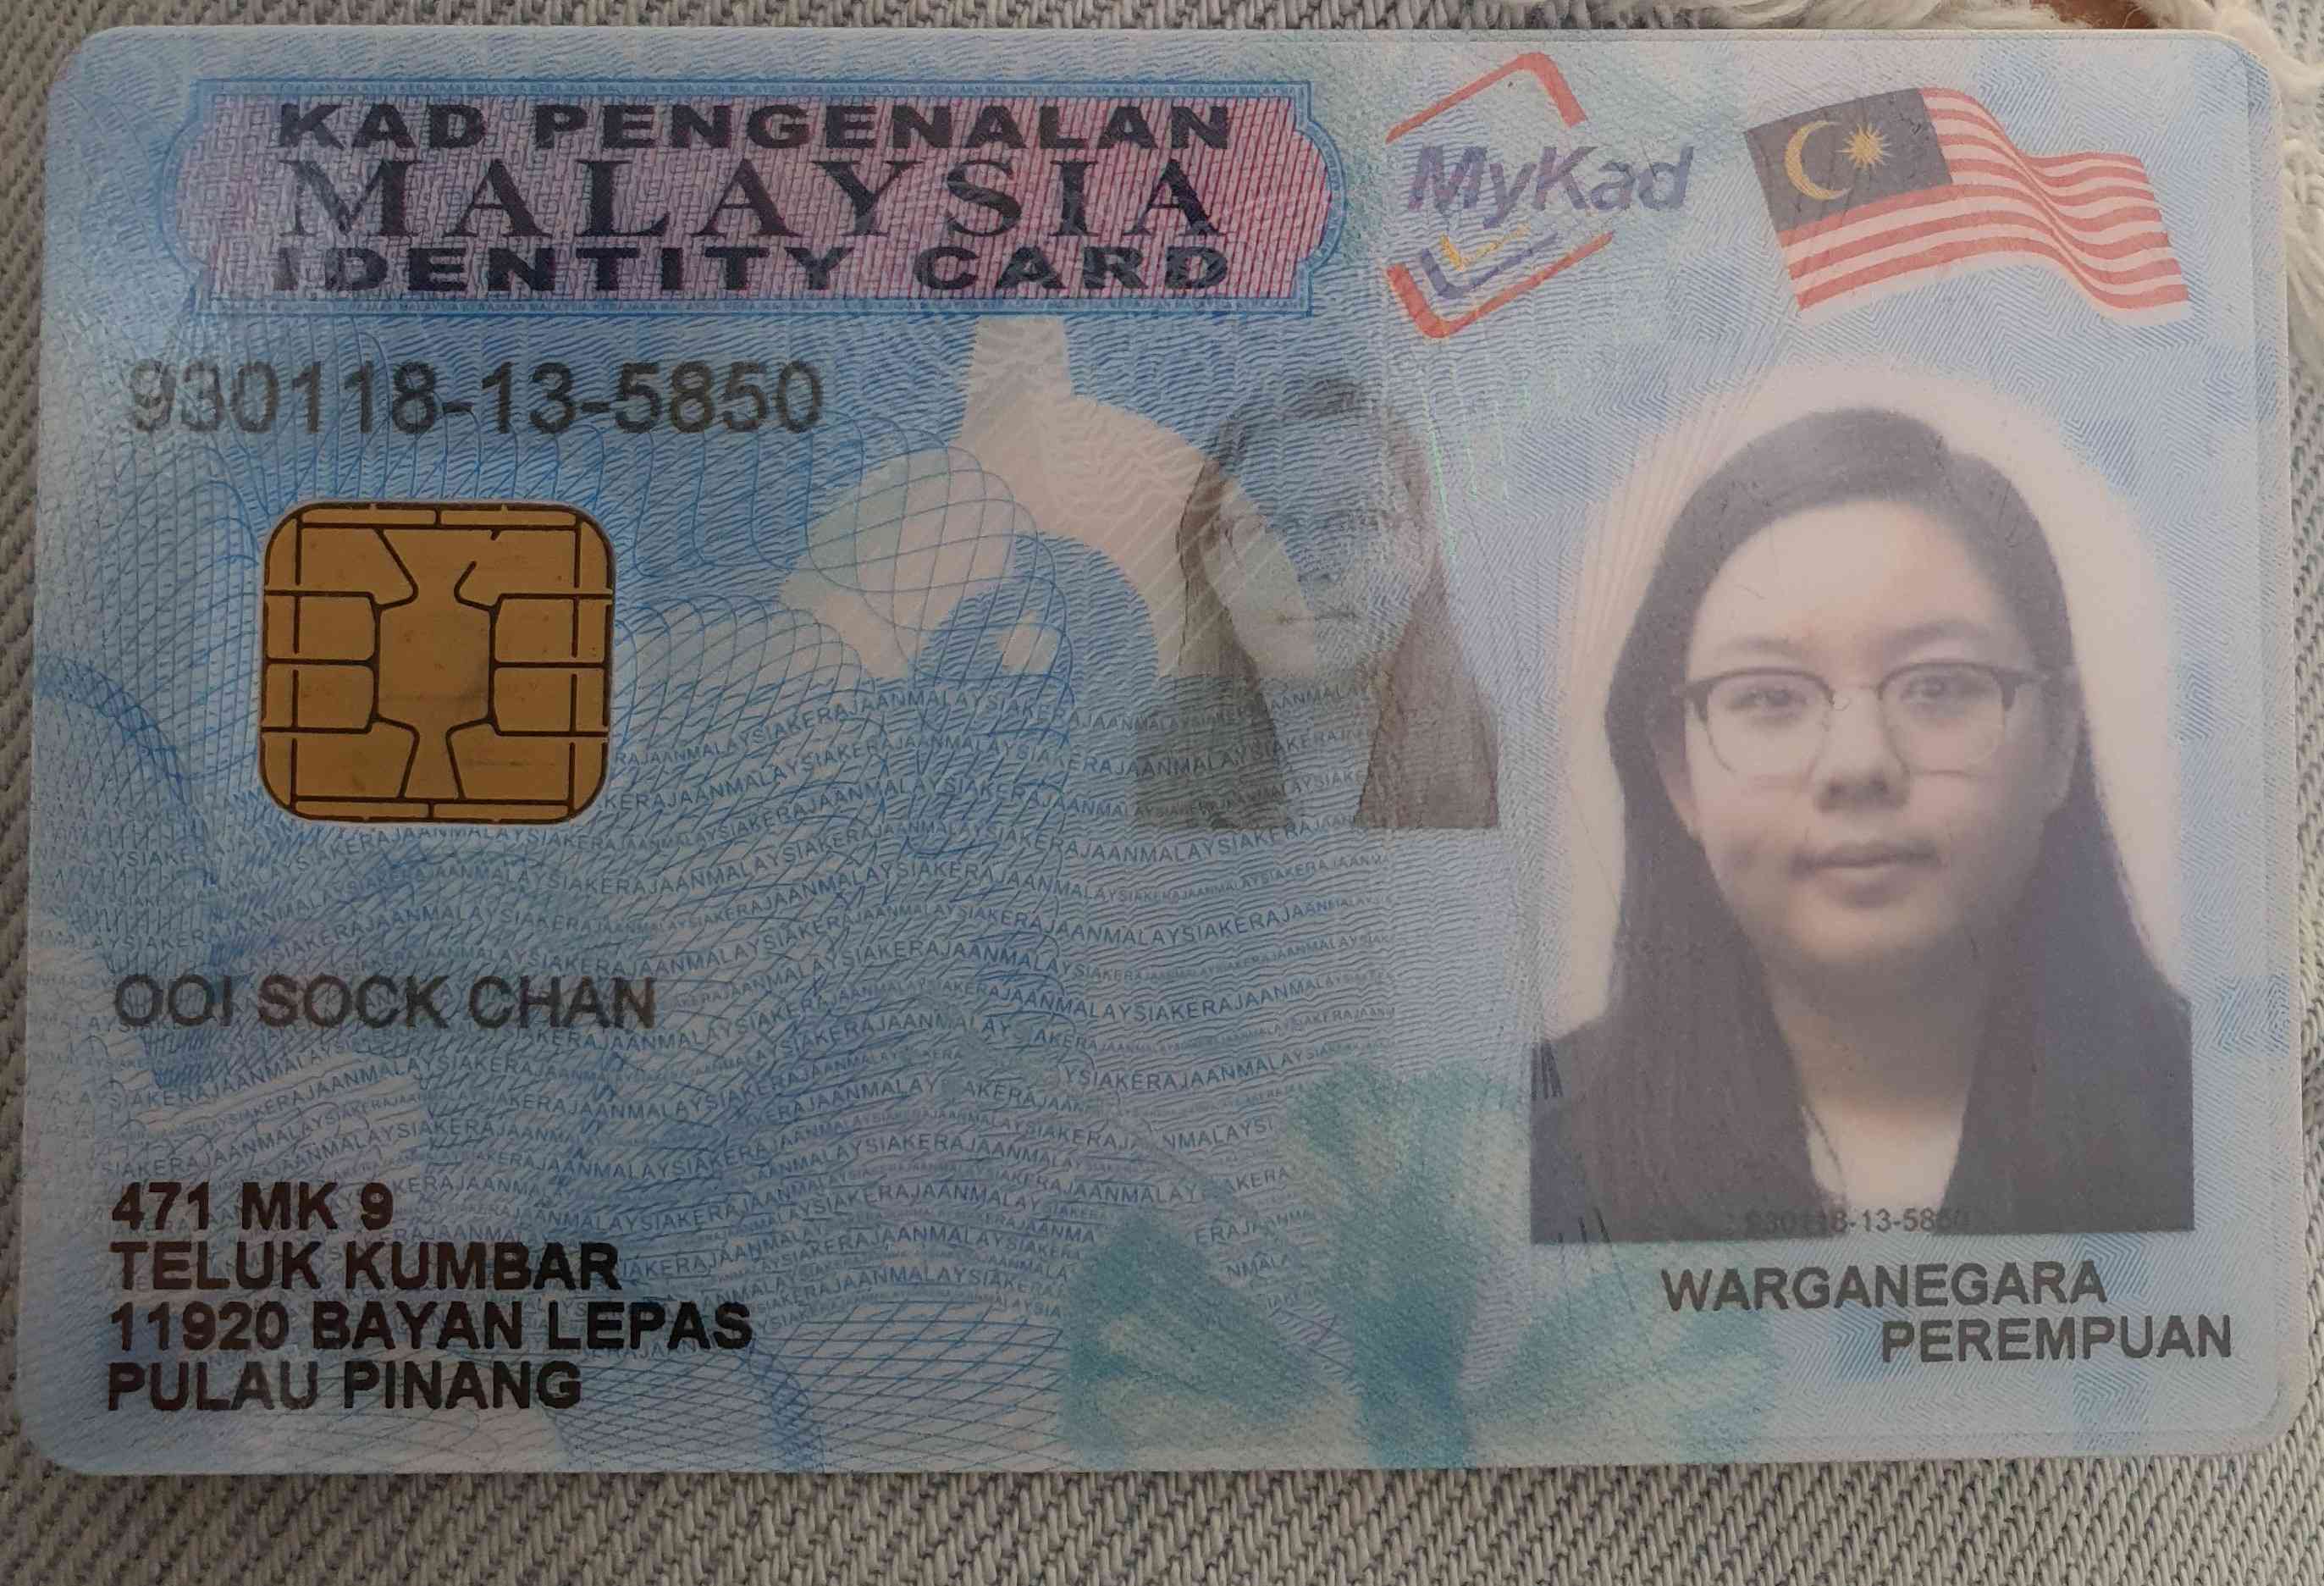 KAD PENGENALAN
MALAYSIA
IDENTITY CARD
MyKad
930118-13-5850
OOI SOCK CHAN
471 MK 9
TELUK KUMBAR
11920 BAYAN LEPAS
PULAU PINANG
930118-13-5850
WARGANEGARA
PEREMPUAN